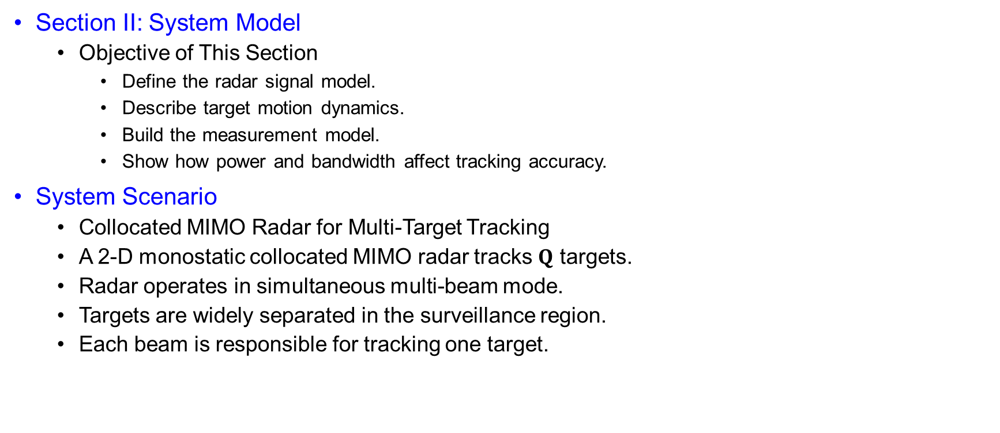 • Section II: System Model
• Objective of This Section
• Define the radar signal model.
• Describe target motion dynamics.
• Build the measurement model.
• Show how power and bandwidth affect tracking accuracy.
• System Scenario
• Collocated MIMO Radar for Multi-Target Tracking
• A 2-D monostatic collocated MIMO radar tracks Q targets.
• Radar operates in simultaneous multi-beam mode.
• Targets are widely separated in the surveillance region.
• Each beam is responsible for tracking one target.